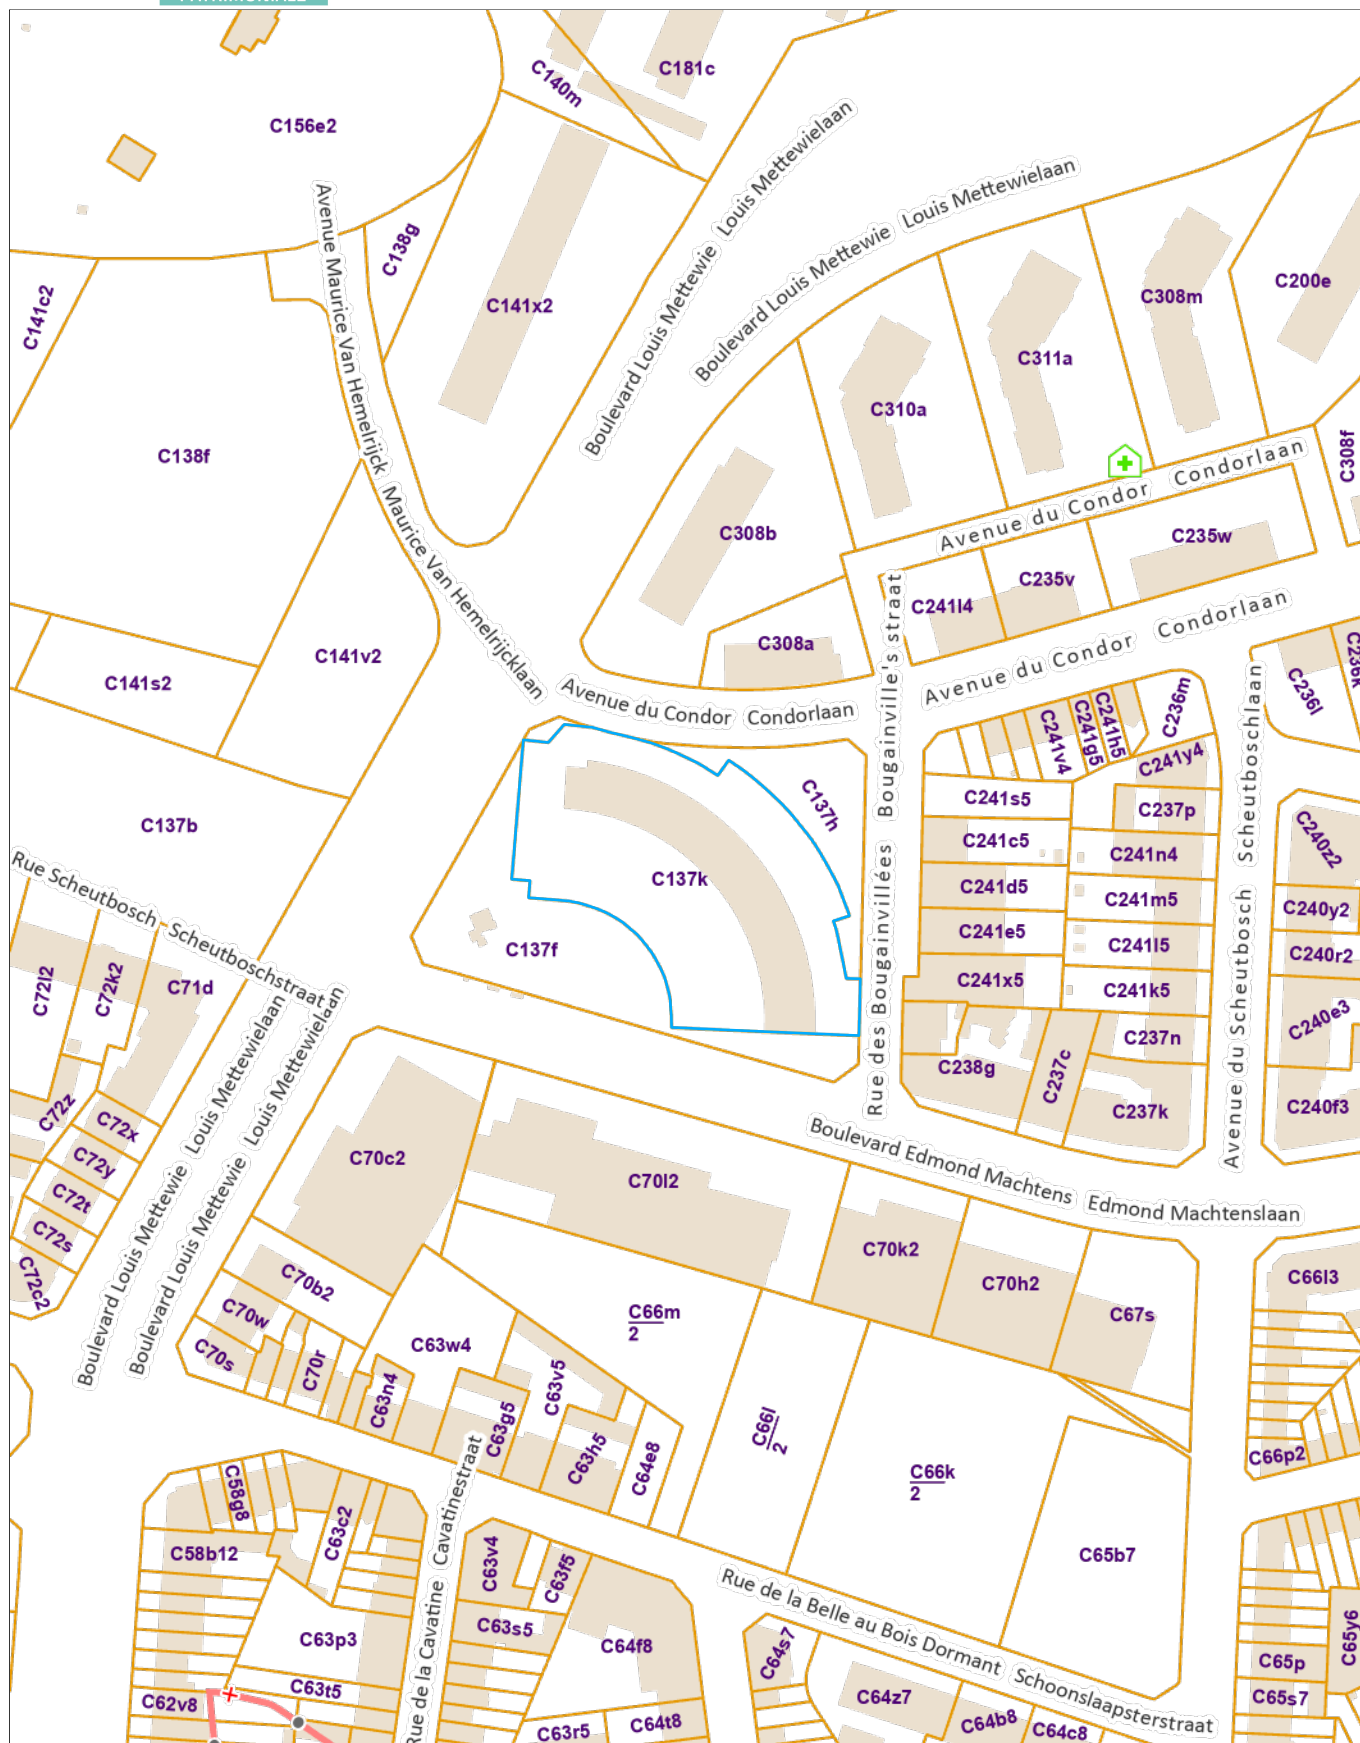 C181c
C140m
C156e2
Louis Mettewielaan
Boulevard Louis Mettewie
Boulevard Louis Mettewie Louis Mettewielaan
Avenue Maurice Van Hemelrijck Maurice Van Hemelrijcklaan
C138g
C141c2
C141x2
C200e
C308m
C311a
C310a
C138f
C308f
Avenue du Condor Condorlaan
C308b
C235w
C235v
C241l4
C308a
C141v2
C141s2
Avenue du Condor Condorlaan
Avenue du Condor Condorlaan
Rue des Bougainvillées Bougainville's straat
C236k
C236l
C236m
C241h5
C241g5
C241v4
C241y4
C241s5
C237p
C137h
C137b
C241c5
C241n4
C240z2
C137k
C241d5
C241m5
C240y2
C241e5
C241l5
C240r2
C137f
C241x5
C241k5
C240e3
C237n
C238g
C237c
C237k
C240f3
Avenue du Scheutbosch Scheutboschlaan
Rue Scheutbosch Scheutboschstraat
C72l2
C72k2
C71d
C72z
C72x
C72y
C72t
C72s
C72c2
Boulevard Louis Mettewie Louis Mettewielaan
Boulevard Louis Mettewie Louis Mettewielaan
Boulevard Edmond Machtens Edmond Machtenslaan
C70c2
C70l2
C70k2
C70h2
C67s
C66l3
C70b2
C70w
C70s
C70r
C63w4
C66m
2
C63n4
C63g5
C63v5
C63h5
C64e8
C66l
2
C66k
2
C66p2
C65b7
C58g8
C63c2
C58b12
C63p3
C63t5
C62v8
Rue de la Cavatine Cavatinestraat
C63v4
C63f5
C63s5
C64f8
C63r5
C64t8
Rue de la Belle au Bois Dormant Schoonslaapsterstraat
C64s7
C64z7
C64b8
C64c8
C65p
C65s7
C65y6